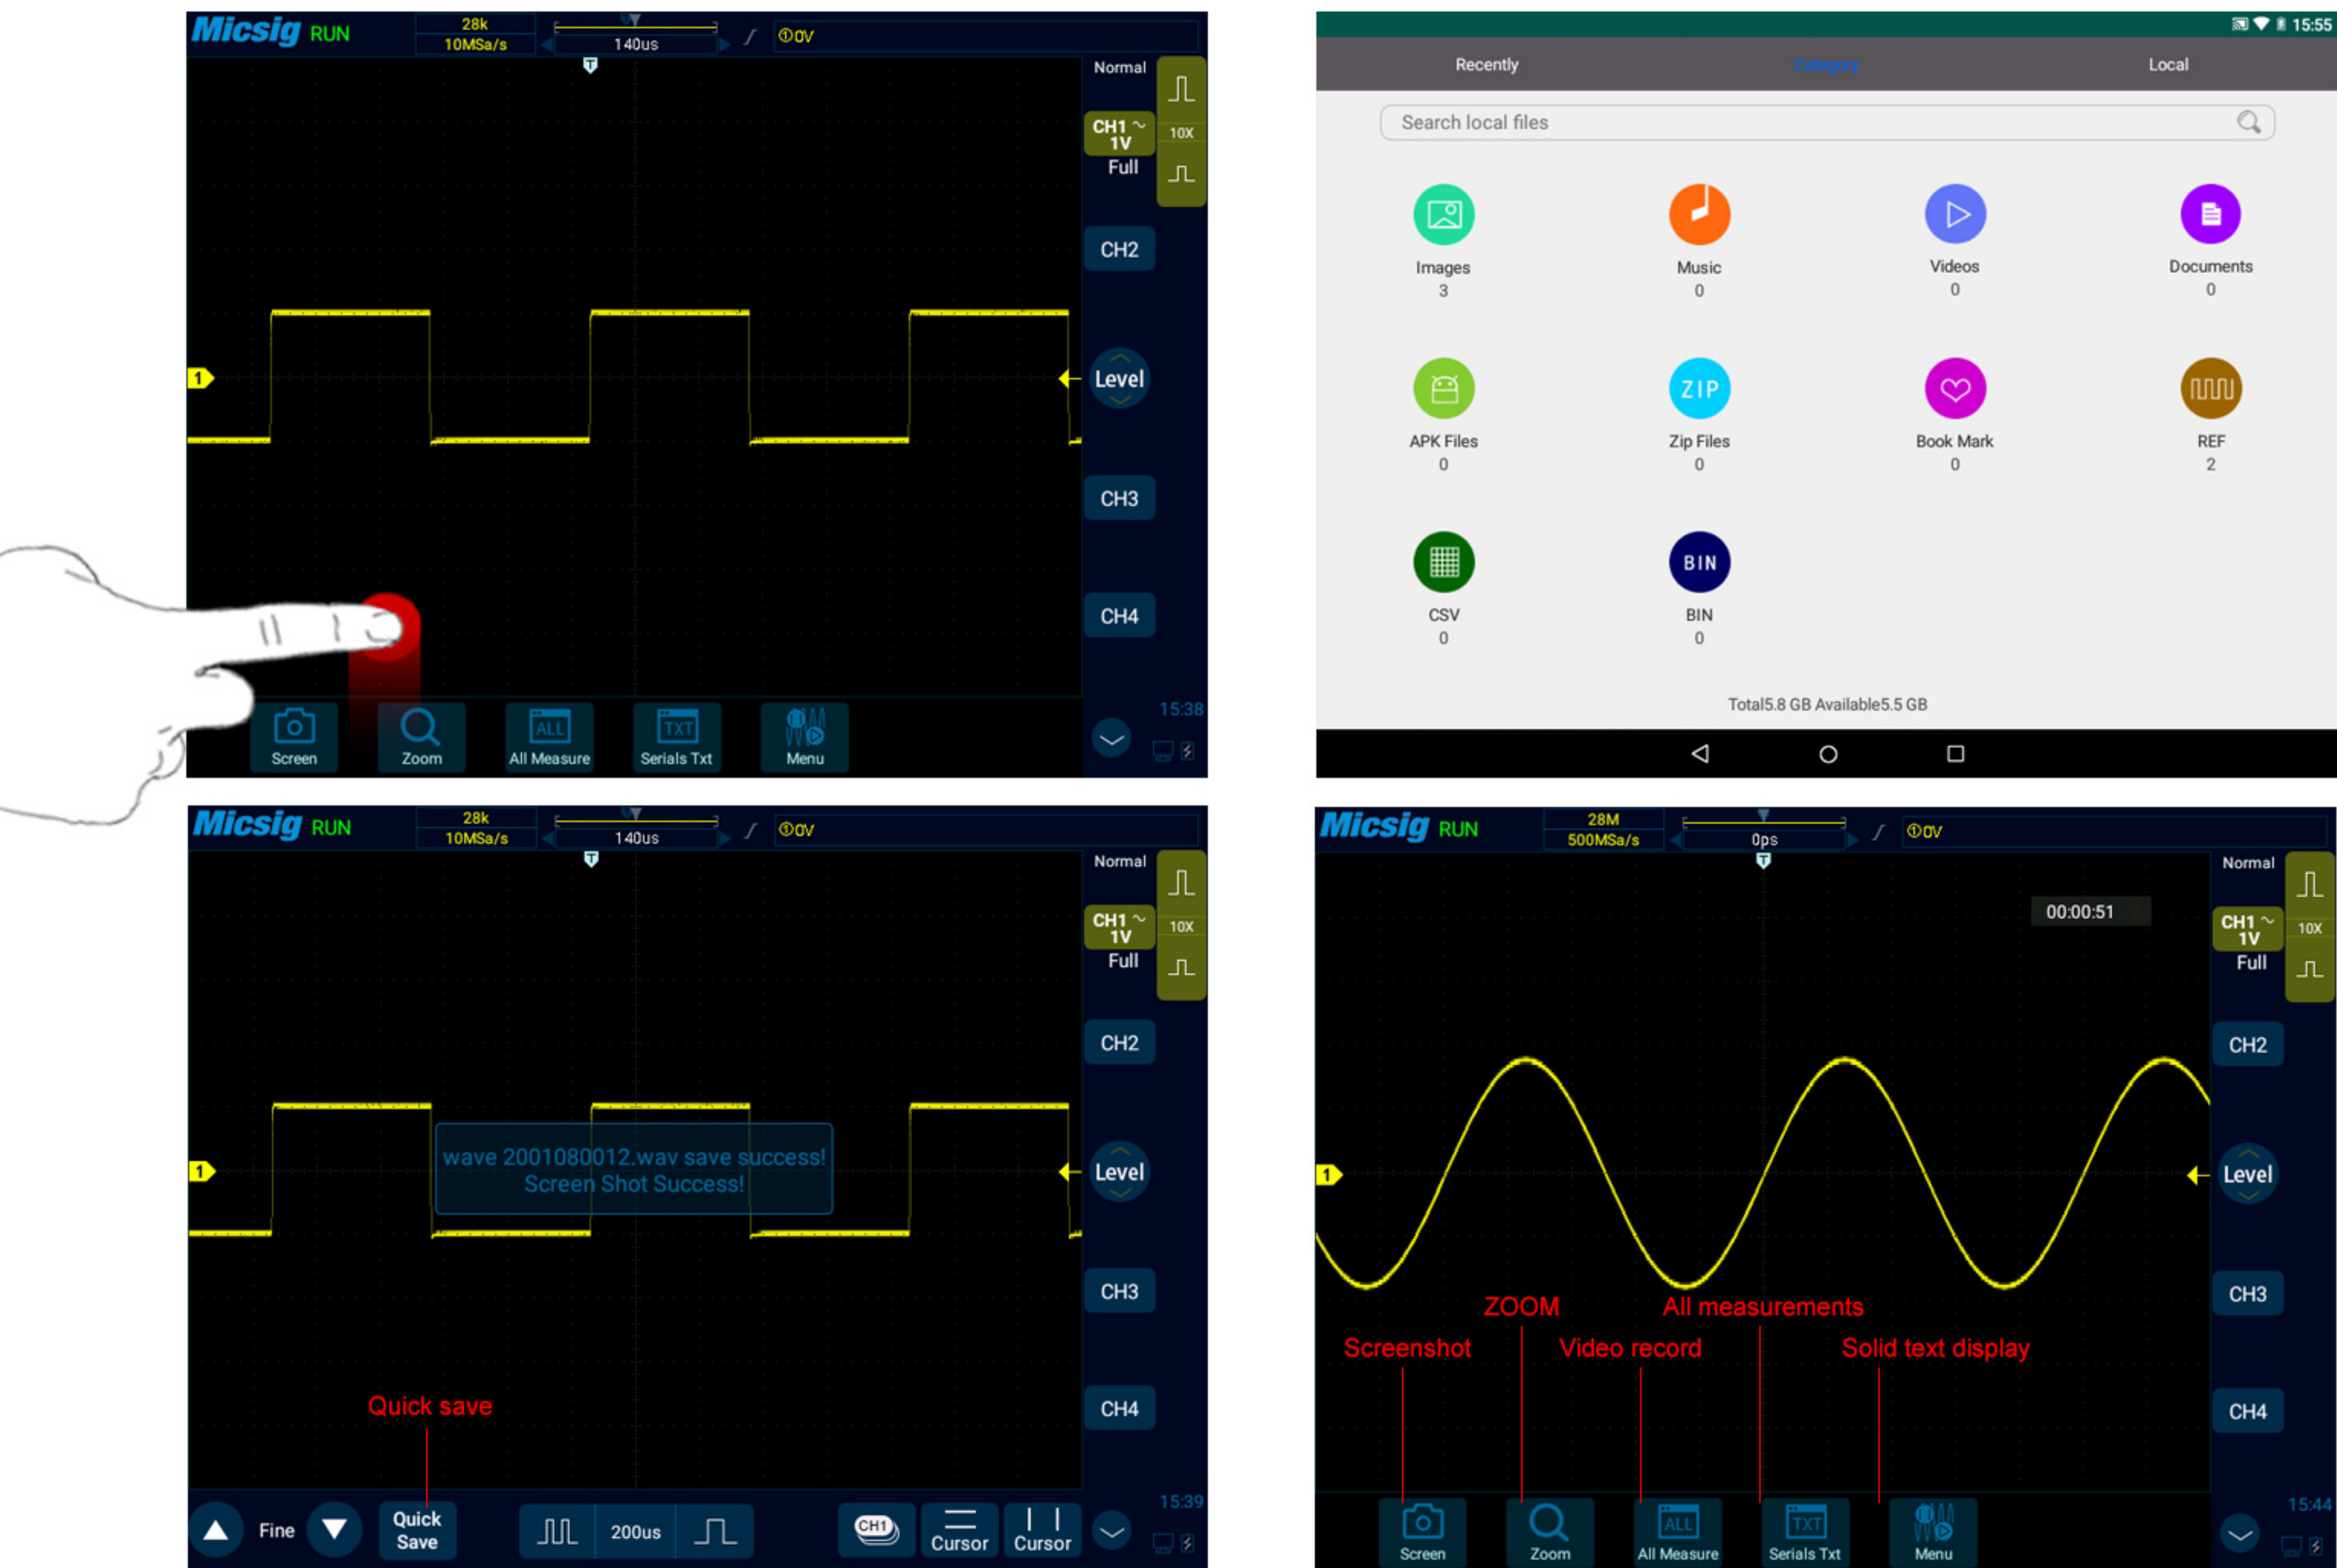 Micsig RUN
28k
10MSa/s
140us
①0V
T
Normal
CH1
1V
10X
Full
CH2
1
Level
CH3
CH4
15:38
ALL
TXT
Screen
Zoom
All Measure
Serials Txt
Menu
15:55
Recently
Category
Local
Search local files
Images
3
Music
0
Videos
0
Documents
0
ZIP
APK Files
0
Zip Files
0
Book Mark
0
REF
2
BIN
CSV
0
BIN
0
Total5.8 GB Available5.5 GB
Micsig RUN
28k
10MSa/s
140us
①0V
T
Normal
CH1
1V
10X
Full
CH2
wave 2001080012.wav save success!
Screen Shot Success!
1
Level
CH3
Quick save
CH4
15:39
Fine
Quick
Save
200us
CH1
Cursor
Cursor
Micsig RUN
28M
500MSa/s
0ps
①0V
T
Normal
00:00:51
CH1
1V
10X
Full
CH2
1
Level
CH3
ZOOM
All measurements
Screenshot
Video record
Solid text display
CH4
15:44
ALL
TXT
Screen
Zoom
All Measure
Serials Txt
Menu